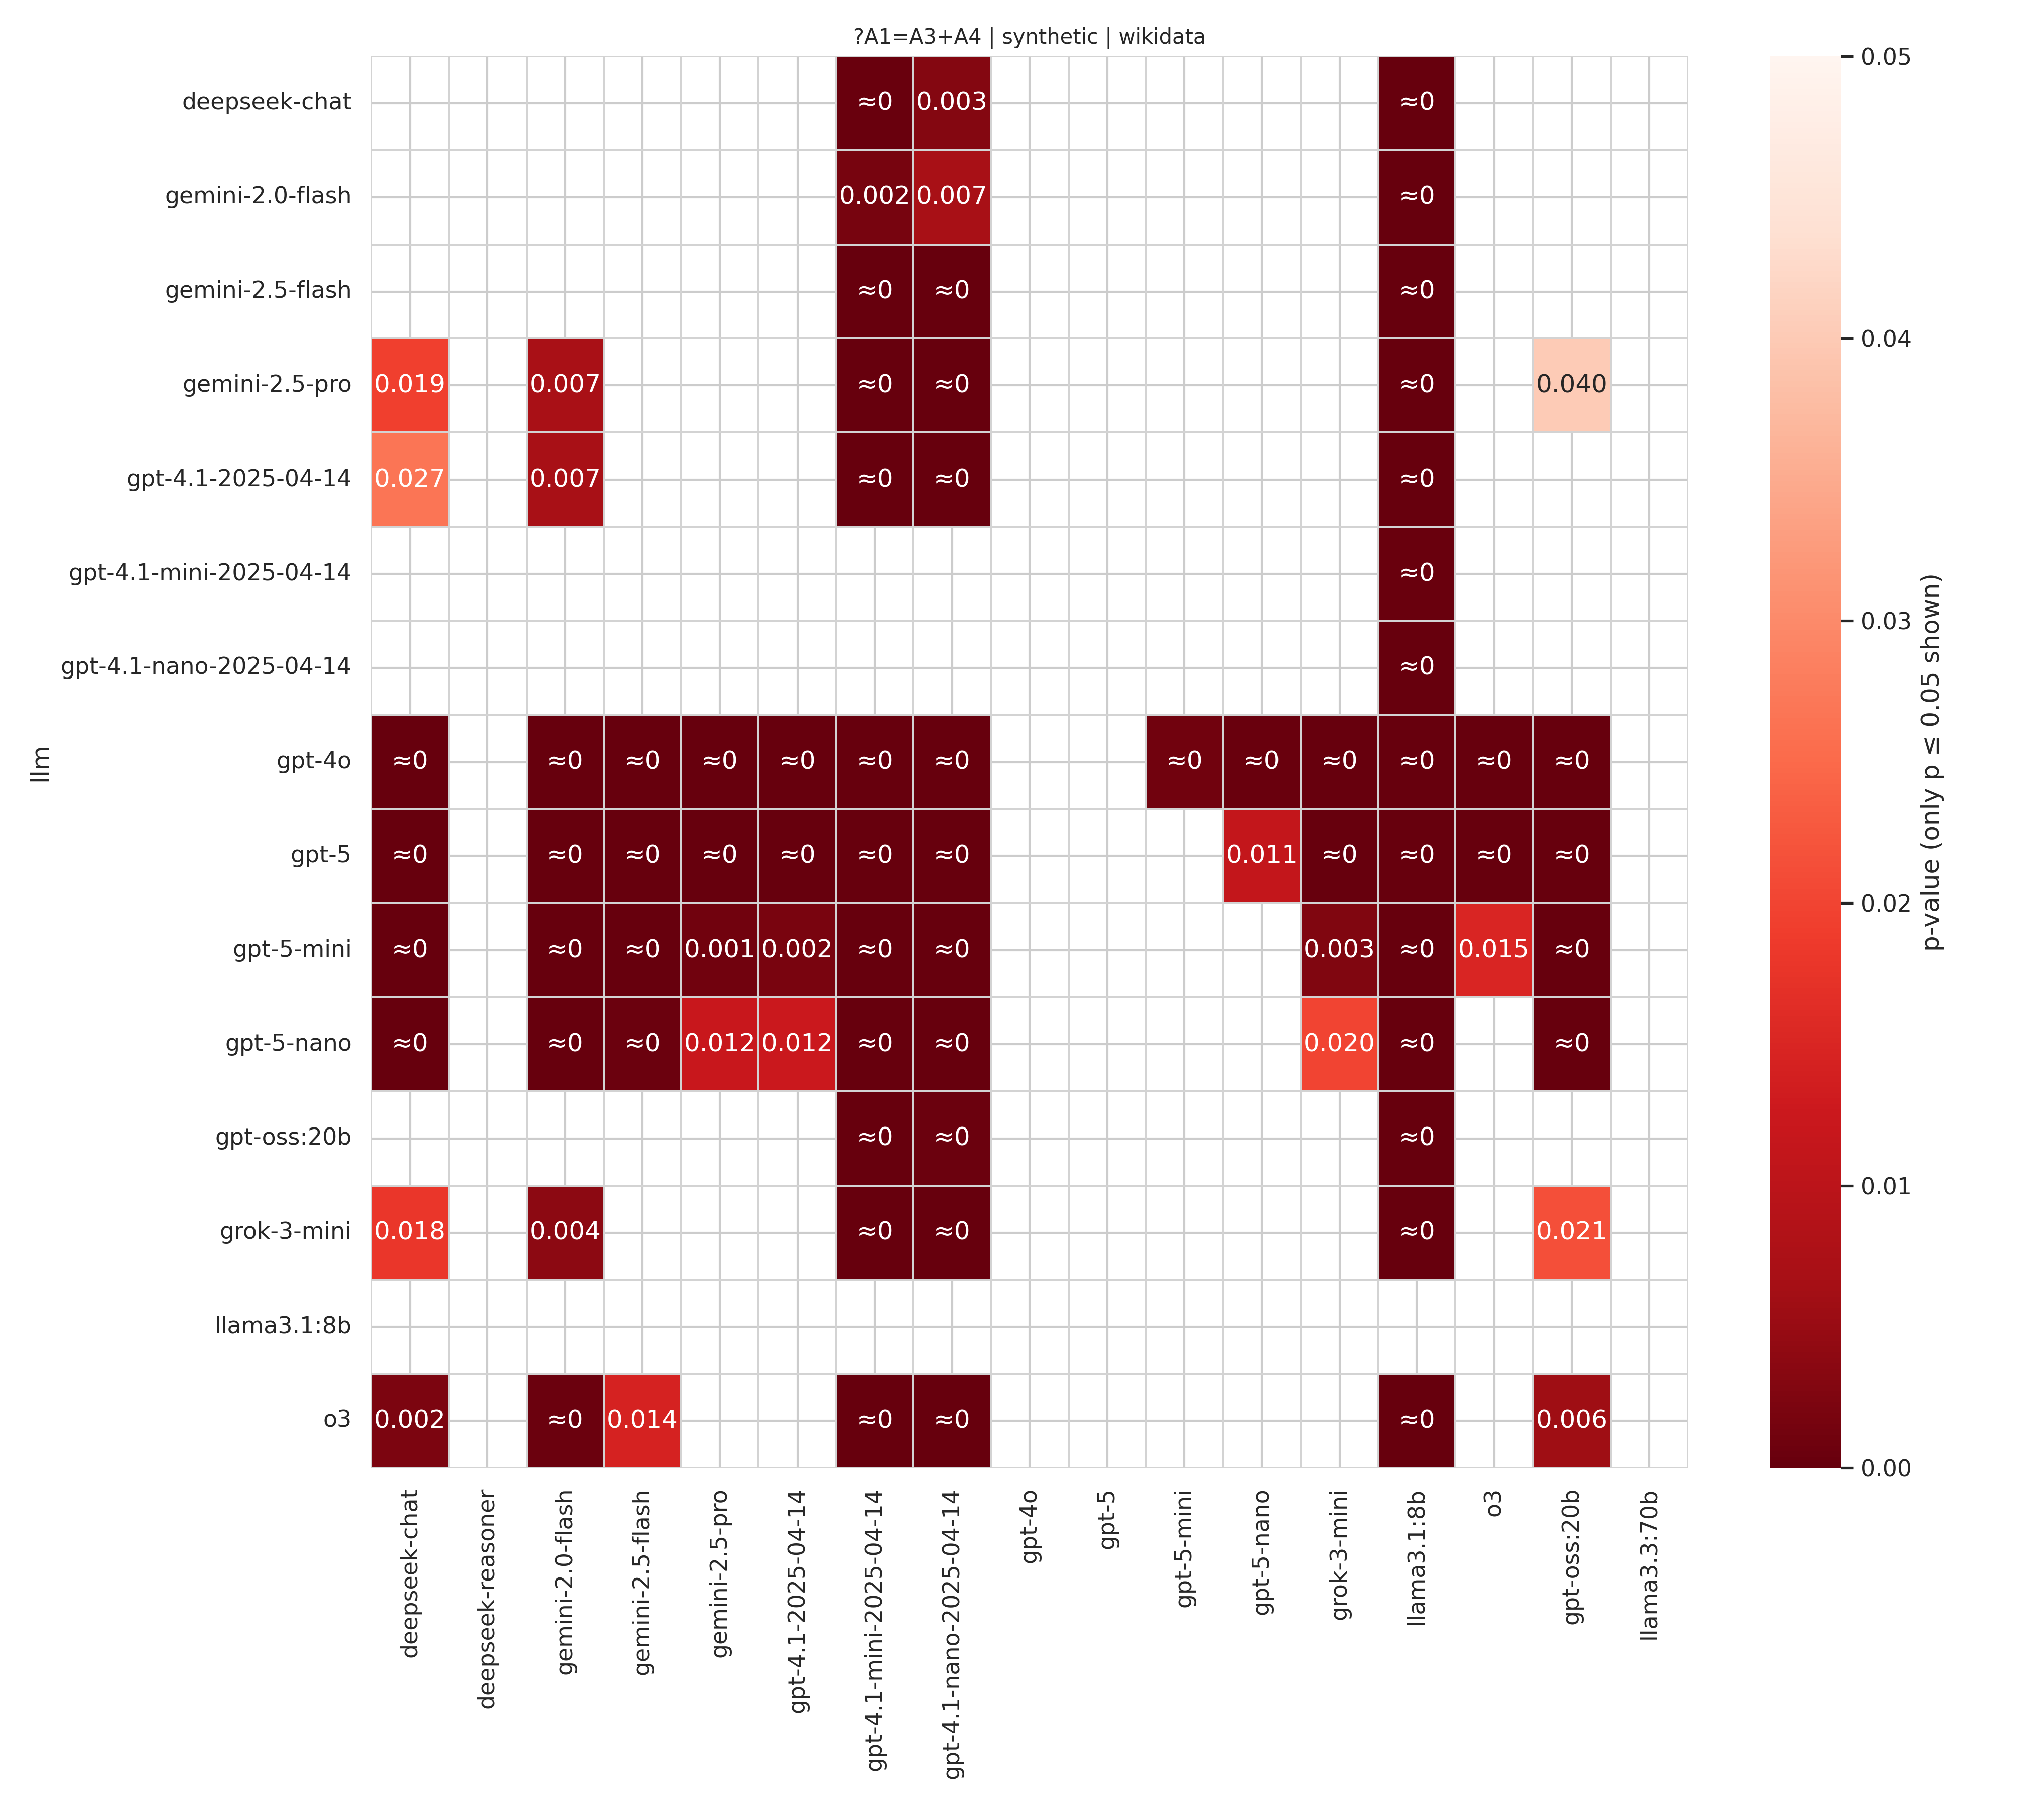 ?A1=A3+A4 | synthetic | wikidata
deepseek-chat ≈0 0.003 ≈0
gemini-2.0-flash 0.002 0.007 ≈0
gemini-2.5-flash ≈0 ≈0 ≈0
gemini-2.5-pro 0.019 0.007 ≈0 ≈0 ≈0 0.040
gpt-4.1-2025-04-14 0.027 0.007 ≈0 ≈0 ≈0
gpt-4.1-mini-2025-04-14 ≈0
gpt-4.1-nano-2025-04-14 ≈0
gpt-4o ≈0 ≈0 ≈0 ≈0 ≈0 ≈0 ≈0 ≈0 ≈0 ≈0 ≈0 ≈0 ≈0
gpt-5 ≈0 ≈0 ≈0 ≈0 ≈0 ≈0 ≈0 0.011 ≈0 ≈0 ≈0 ≈0
gpt-5-mini ≈0 ≈0 ≈0 0.001 0.002 ≈0 ≈0 0.003 ≈0 0.015 ≈0
gpt-5-nano ≈0 ≈0 ≈0 0.012 0.012 ≈0 ≈0 0.020 ≈0 ≈0
gpt-oss:20b ≈0 ≈0 ≈0
grok-3-mini 0.018 0.004 ≈0 ≈0 ≈0 0.021
llama3.1:8b
o3 0.002 ≈0 0.014 ≈0 ≈0 ≈0 0.006
llm
deepseek-chat
deepseek-reasoner
gemini-2.0-flash
gemini-2.5-flash
gemini-2.5-pro
gpt-4.1-2025-04-14
gpt-4.1-mini-2025-04-14
gpt-4.1-nano-2025-04-14
gpt-4o
gpt-5
gpt-5-mini
gpt-5-nano
grok-3-mini
llama3.1:8b
o3
gpt-oss:20b
llama3.3:70b
0.05
0.04
0.03
0.02
0.01
0.00
p-value (only p ≤ 0.05 shown)